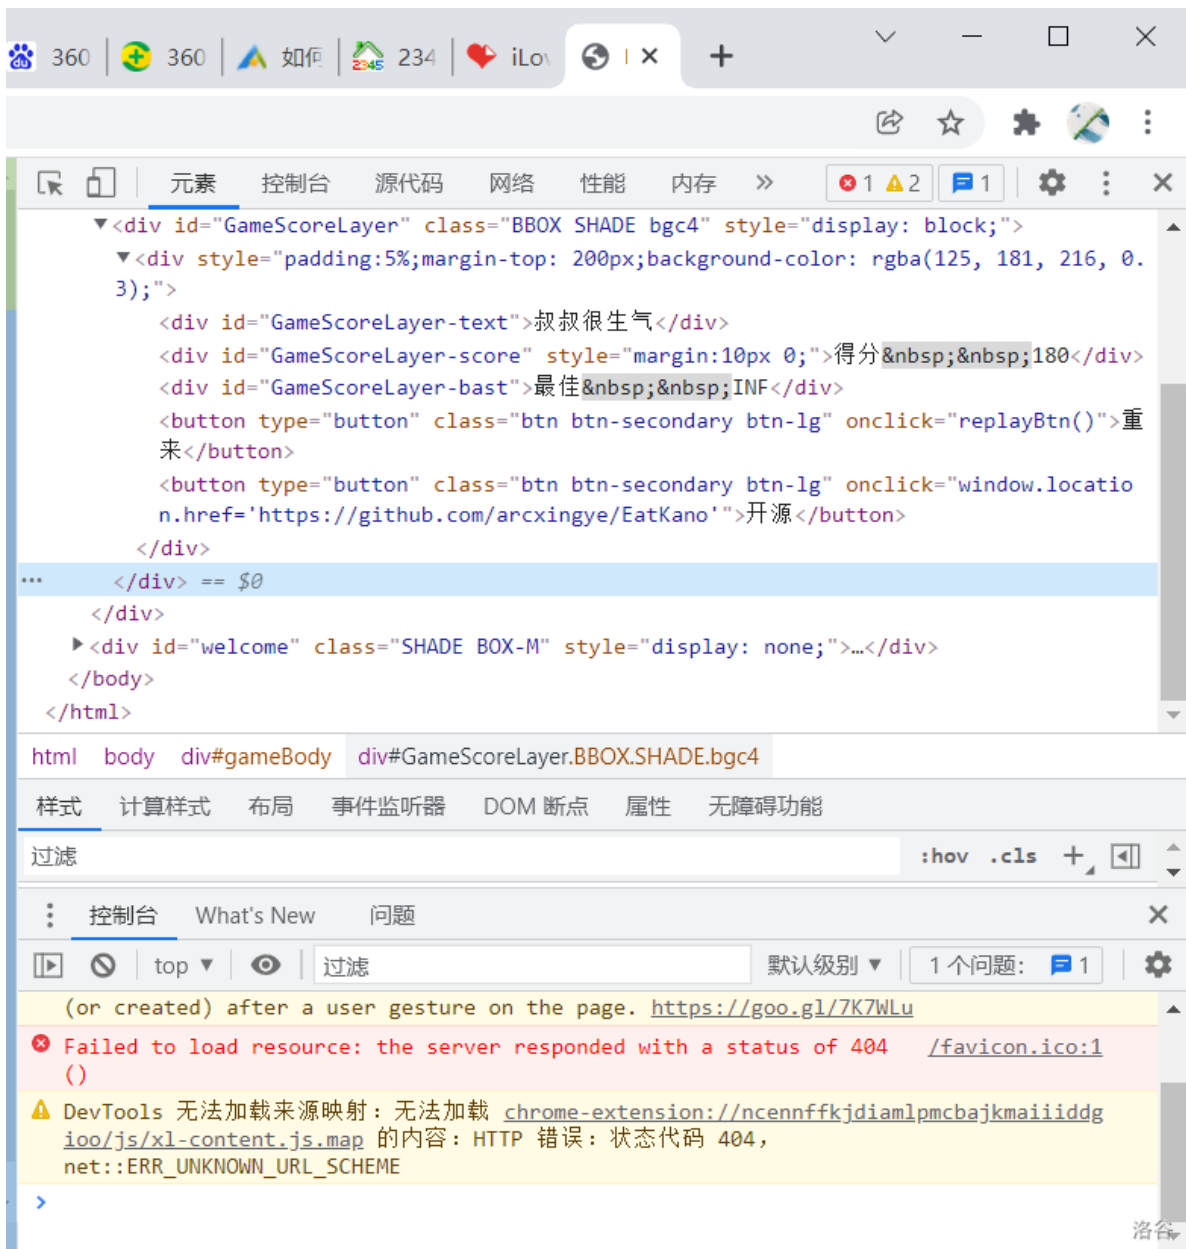 360 360 如何 234 iLov
元素 控制台 源代码 网络 性能 内存 » 1 2 1
▼<div id="GameScoreLayer" class="BBOX SHADE bgc4" style="display: block;">
▼<div style="padding:5%;margin-top: 200px;background-color: rgba(125, 181, 216, 0.
3);">
<div id="GameScoreLayer-text">叔叔很生气</div>
<div id="GameScoreLayer-score" style="margin:10px 0;">得分&nbsp;&nbsp;180</div>
<div id="GameScoreLayer-bast">最佳&nbsp;&nbsp;INF</div>
<button type="button" class="btn btn-secondary btn-lg" onclick="replayBtn()">重
来</button>
<button type="button" class="btn btn-secondary btn-lg" onclick="window.locatio
n.href='https://github.com/arcxingye/EatKano'">开源</button>
</div>
</div> == $0
</div>
▶<div id="welcome" class="SHADE BOX-M" style="display: none;">…</div>
</body>
</html>
html body div#gameBody div#GameScoreLayer.BBOX.SHADE.bgc4
样式 计算样式 布局 事件监听器 DOM 断点 属性 无障碍功能
过滤 :hov .cls
控制台 What's New 问题
top ▼ 过滤 默认级别 ▼ 1 个问题: 1
(or created) after a user gesture on the page. https://goo.gl/7K7WLu
Failed to load resource: the server responded with a status of 404 /favicon.ico:1
()
DevTools 无法加载来源映射：无法加载 chrome-extension://ncennffkjdiamlpmcbajkmaiiiddg
ioo/js/xl-content.js.map 的内容：HTTP 错误：状态代码 404，
net::ERR_UNKNOWN_URL_SCHEME
洛谷